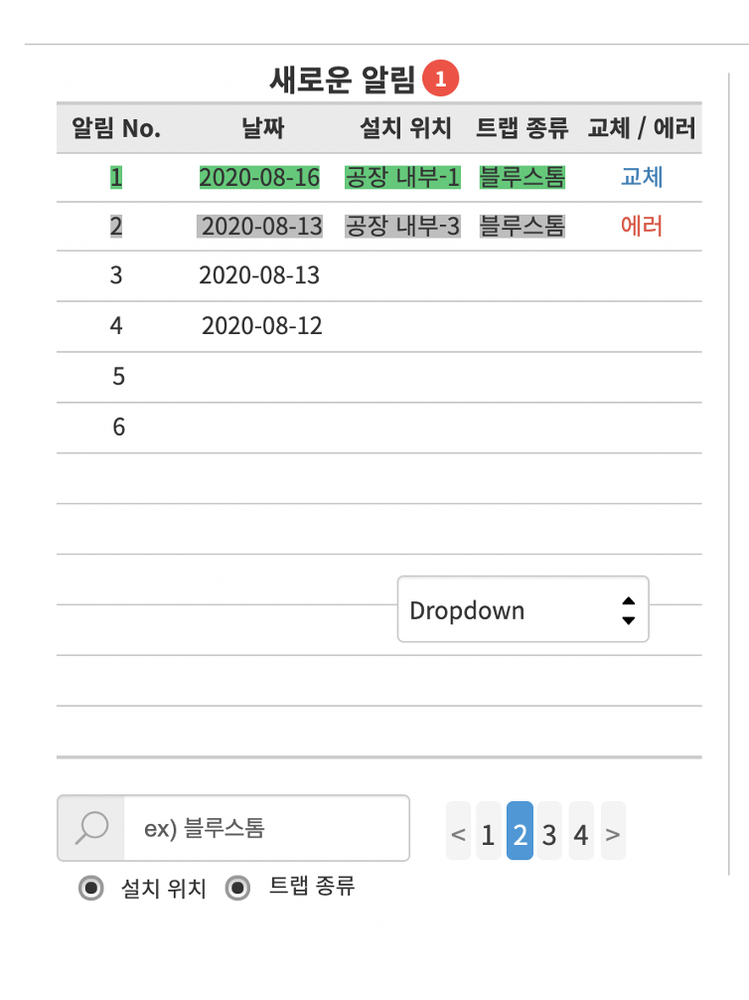 새로운 알림 1
알림 No. 날짜 설치 위치 트랩 종류 교체 / 에러
1 2020-08-16 공장 내부-1 블루스톰 교체
2 2020-08-13 공장 내부-3 블루스톰 에러
3 2020-08-13
4 2020-08-12
5
6
Dropdown
ex) 블루스톰 < 1 2 3 4 >
설치 위치 트랩 종류